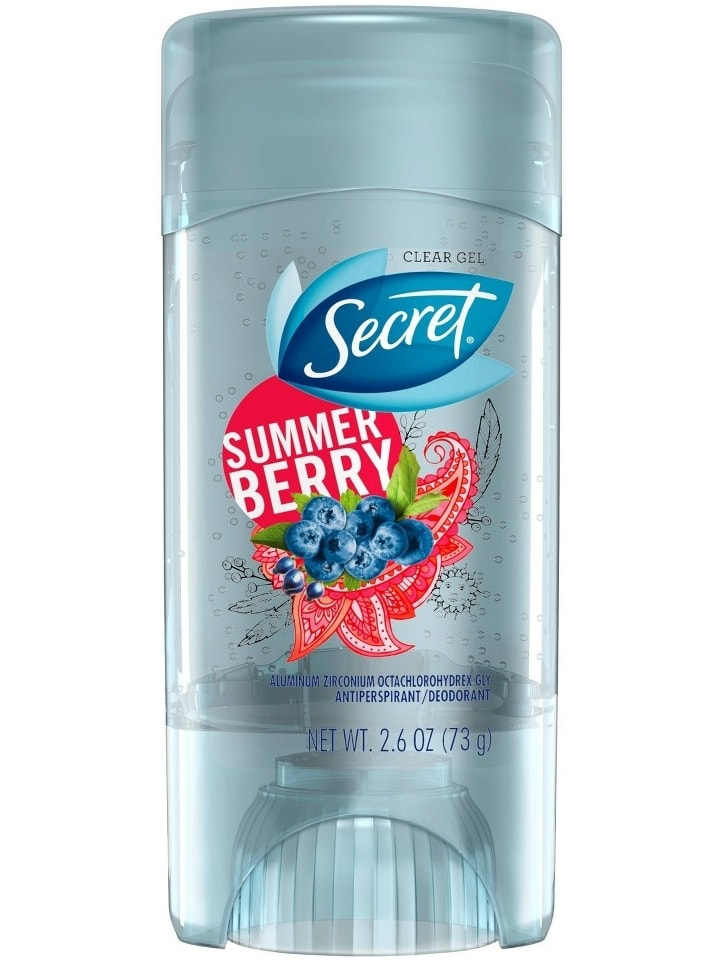 CLEAR GEL
Secret®
SUMMER
BERRY
ALUMINUM ZIRCONIUM OCTACHLOROHYDREX GLY
ANTIPERSPIRANT/DEODORANT
NET WT. 2.6 OZ (73 g)